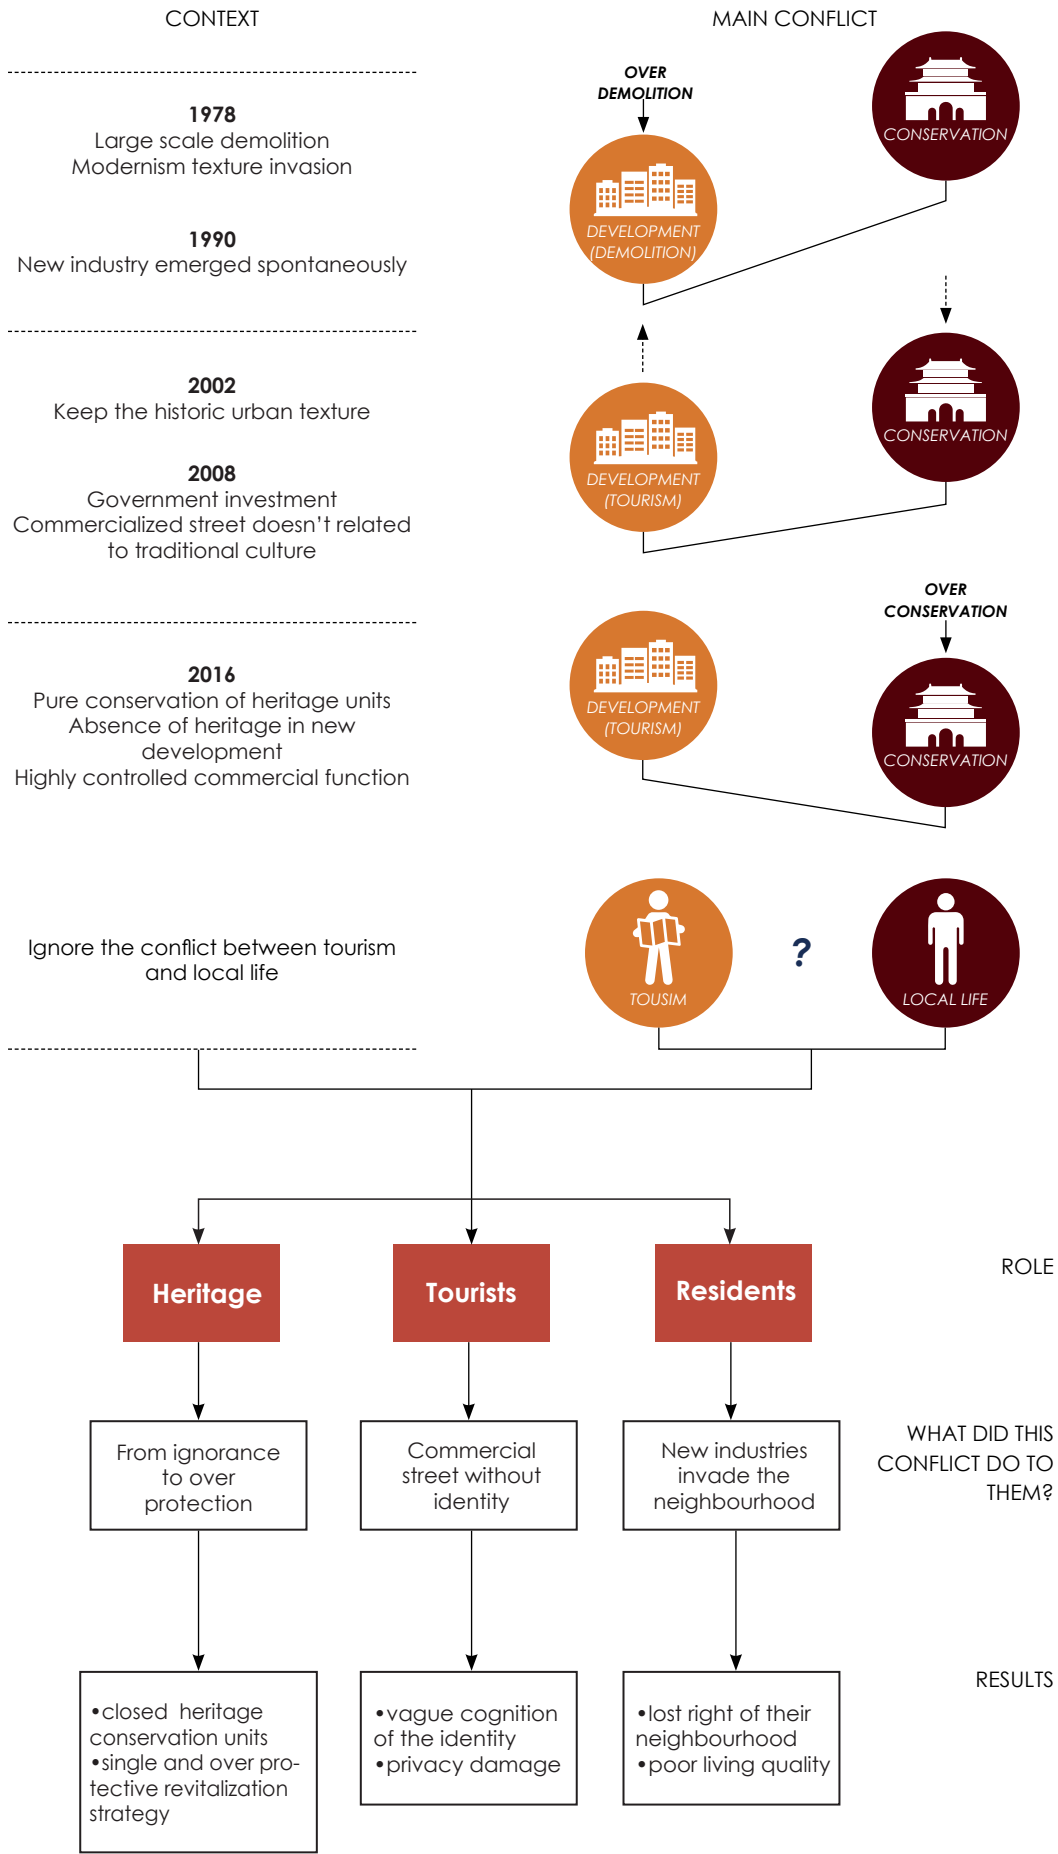 CONTEXT
MAIN CONFLICT
OVER
DEMOLITION
CONSERVATION
1978
Large scale demolition
Modernism texture invasion
DEVELOPMENT
(DEMOLITION)
1990
New industry emerged spontaneously
2002
Keep the historic urban texture
CONSERVATION
2008
Government investment
Commercialized street doesn’t related
to traditional culture
DEVELOPMENT
(TOURISM)
OVER
CONSERVATION
2016
Pure conservation of heritage units
Absence of heritage in new
development
Highly controlled commercial function
DEVELOPMENT
(TOURISM)
CONSERVATION
Ignore the conflict between tourism
and local life
TOUSIM
?
LOCAL LIFE
Heritage
Tourists
Residents
ROLE
From ignorance
to over
protection
Commercial
street without
identity
New industries
invade the
neighbourhood
WHAT DID THIS
CONFLICT DO TO
THEM?
•closed heritage
conservation units
•single and over pro-
tective revitalization
strategy
•vague cognition
of the identity
•privacy damage
•lost right of their
neighbourhood
•poor living quality
RESULTS